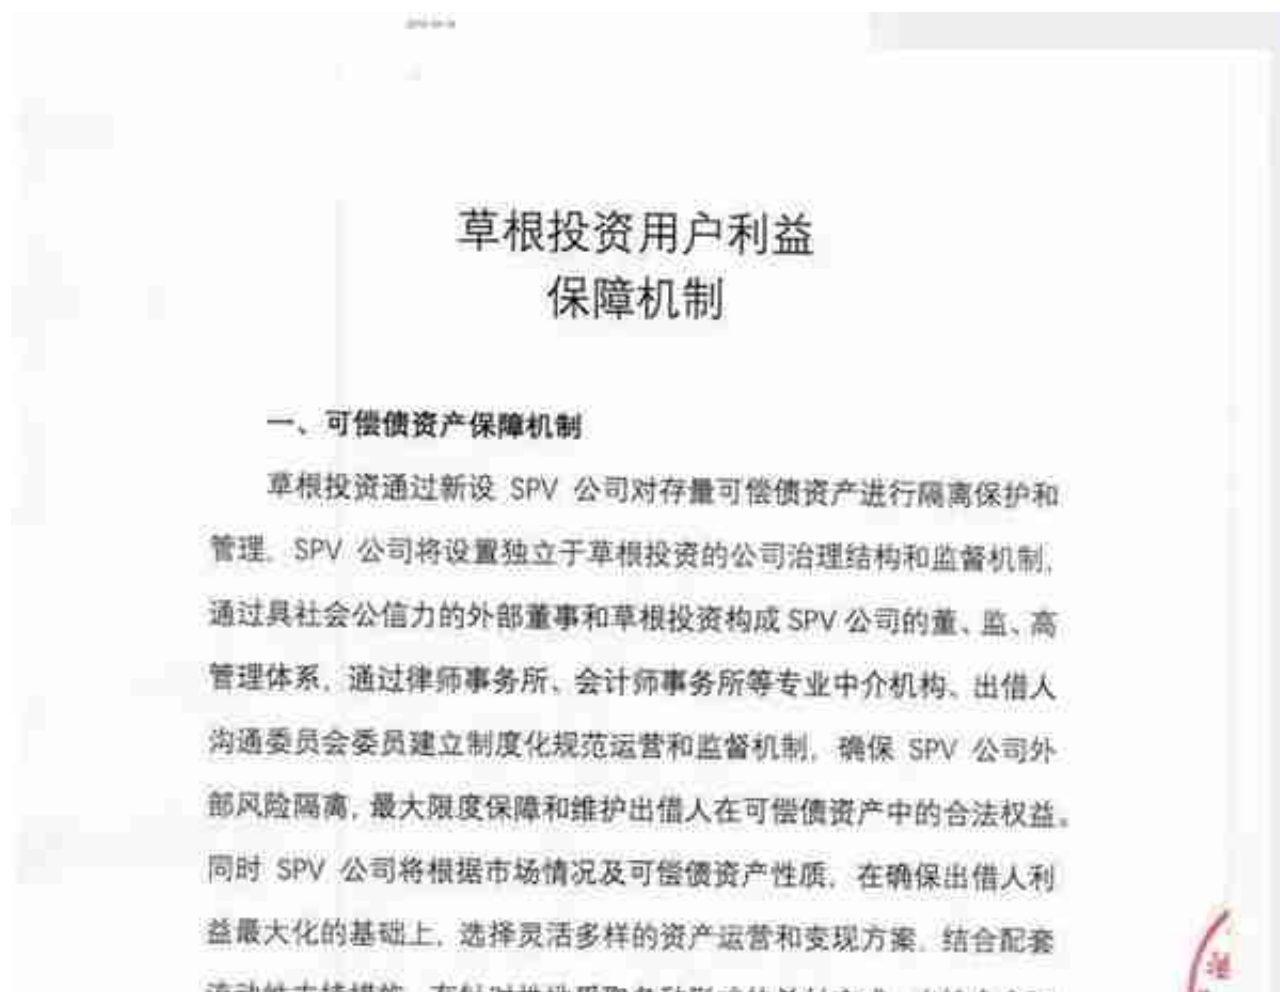 草根投资用户利益
保障机制
一、可偿债资产保障机制
草根投资通过新设 SPV 公司对存量可偿债资产进行隔离保护和
管理。SPV 公司将设置独立于草根投资的公司治理结构和监督机制,
通过具社会公信力的外部董事和草根投资构成 SPV 公司的董、监、高
管理体系,通过律师事务所、会计师事务所等专业中介机构、出借人
沟通委员会委员建立制度化规范运营和监督机制,确保 SPV 公司外
部风险隔离,最大限度保障和维护出借人在可偿债资产中的合法权益。
同时 SPV 公司将根据市场情况及可偿债资产性质,在确保出借人利
益最大化的基础上,选择灵活多样的资产运营和变现方案。结合配套